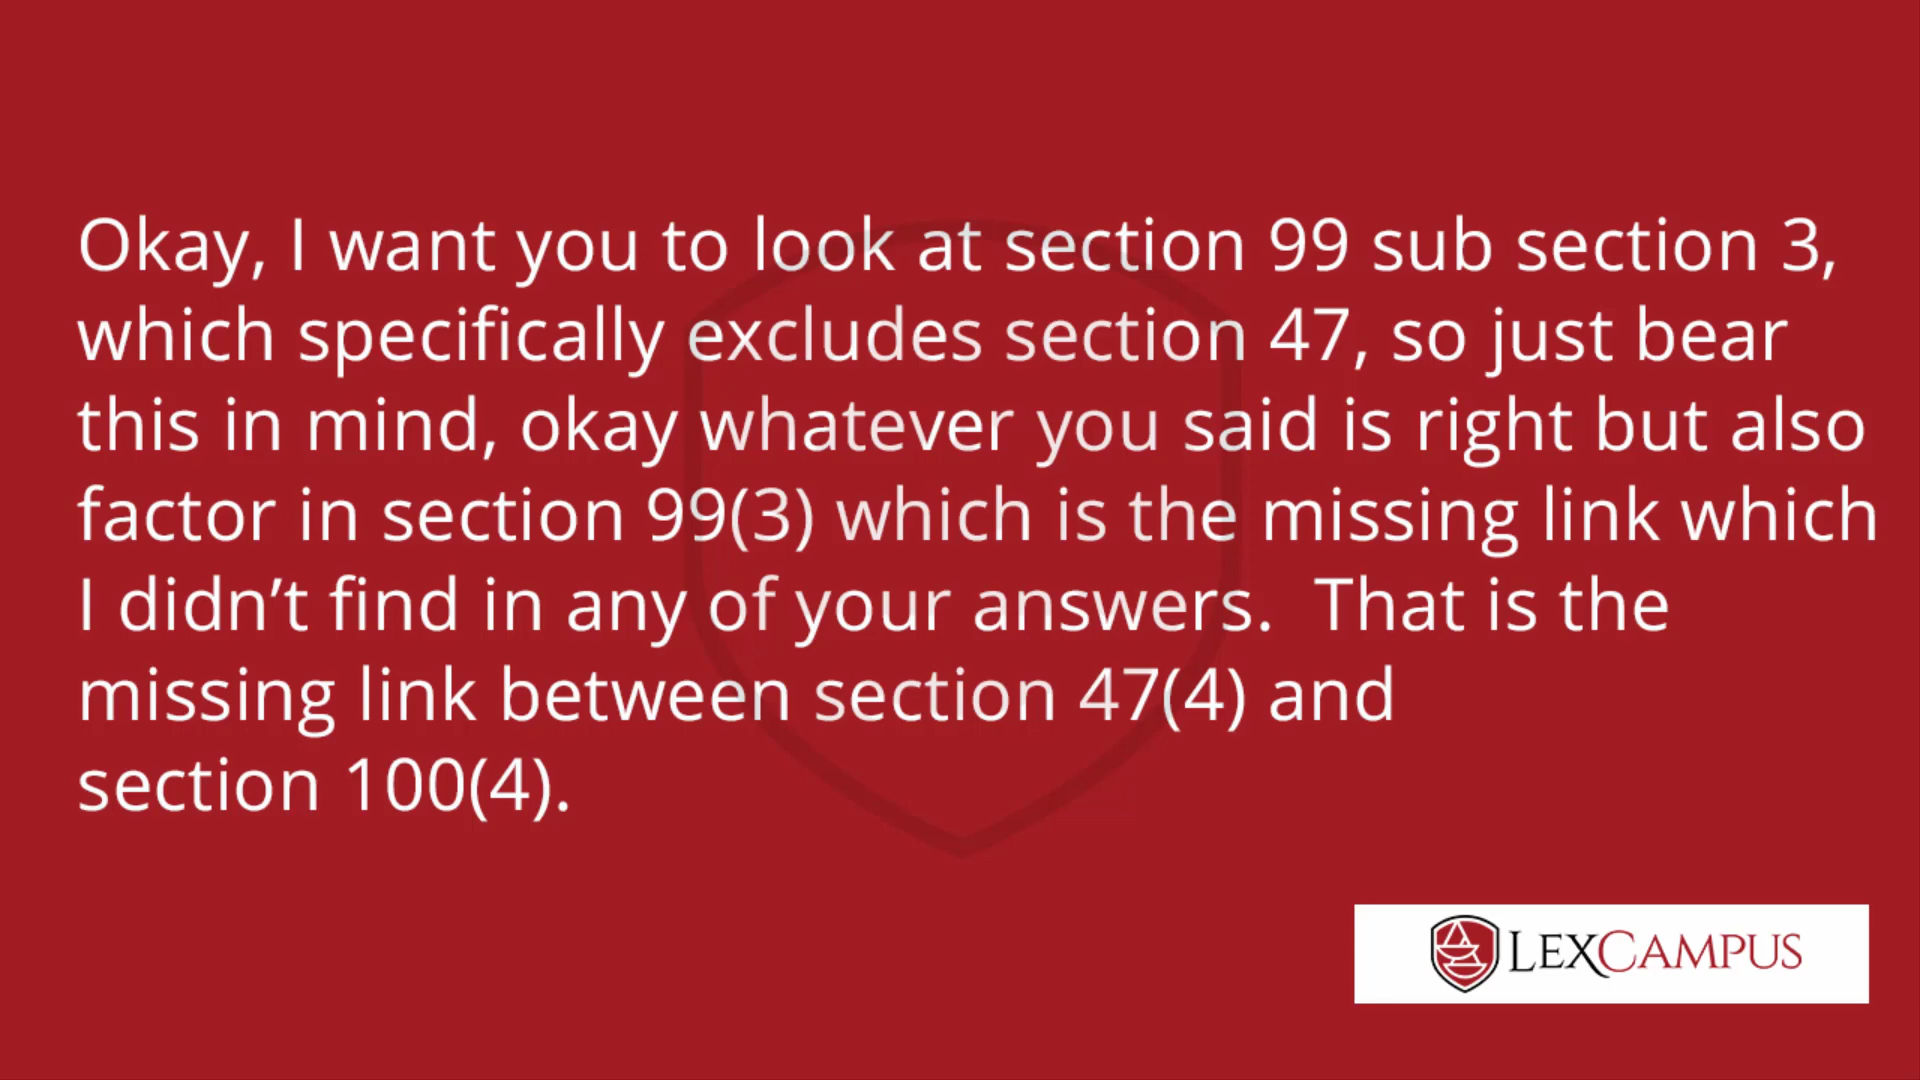 Okay, I want you to look at section 99 sub section 3,
which specifically excludes section 47, so just bear
this in mind, okay whatever you said is right but also
factor in section 99(3) which is the missing link which
I didn’t find in any of your answers.  That is the
missing link between section 47(4) and
section 100(4).
LEXCAMPUS